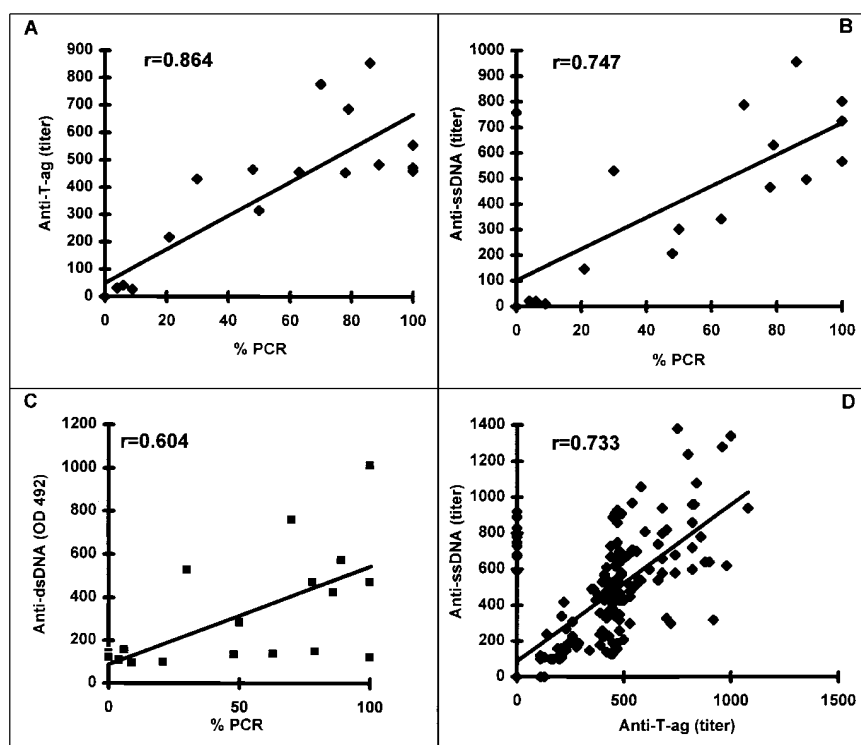 A
r=0.864
Anti-T-ag (titer)
900
800
700
600
500
400
300
200
100
0
0 20 40 60 80 100
% PCR
B
r=0.747
Anti-ssDNA (titer)
1000
900
800
700
600
500
400
300
200
100
0
0 20 40 60 80 100
% PCR
C
r=0.604
Anti-dsDNA (OD 492)
1200
1000
800
600
400
200
0
0 50 100
% PCR
D
r=0.733
Anti-ssDNA (titer)
1400
1200
1000
800
600
400
200
0
0 500 1000 1500
Anti-T-ag (titer)